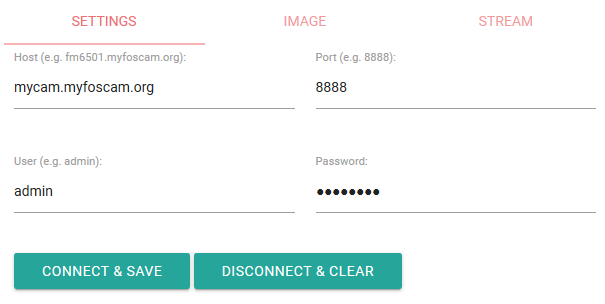 SETTINGS IMAGE STREAM
Host (e.g. fm6501.myfoscam.org): Port (e.g. 8888):
mycam.myfoscam.org 8888
User (e.g. admin): Password:
admin ●●●●●●●●
CONNECT & SAVE DISCONNECT & CLEAR